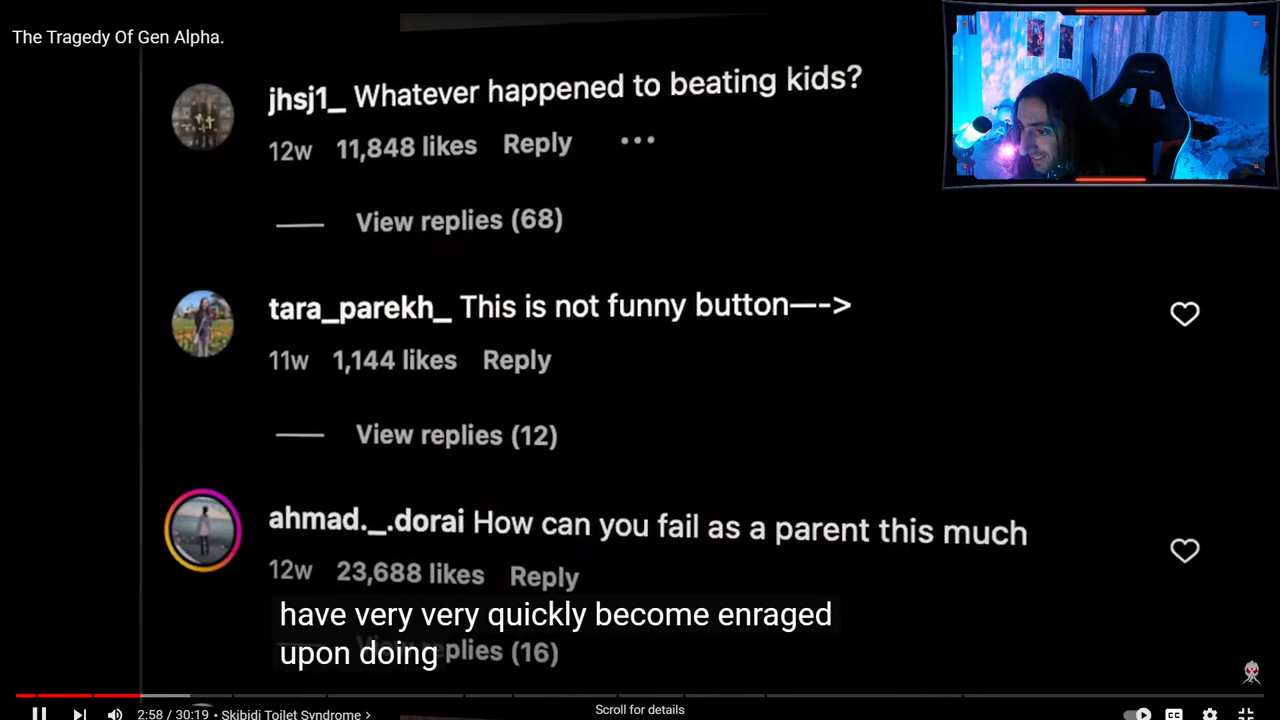 The Tragedy Of Gen Alpha.
jhsj1_ Whatever happened to beating kids?
12w 11,848 likes Reply ...
View replies (68)
tara_parekh_ This is not funny button—->
11w 1,144 likes Reply
View replies (12)
ahmad._.dorai How can you fail as a parent this much
12w 23,688 likes Reply
have very very quickly become enraged
upon doing
View replies (16)
Scroll for details
2:58 / 30:19 • Skibidi Toilet Syndrome >
CC